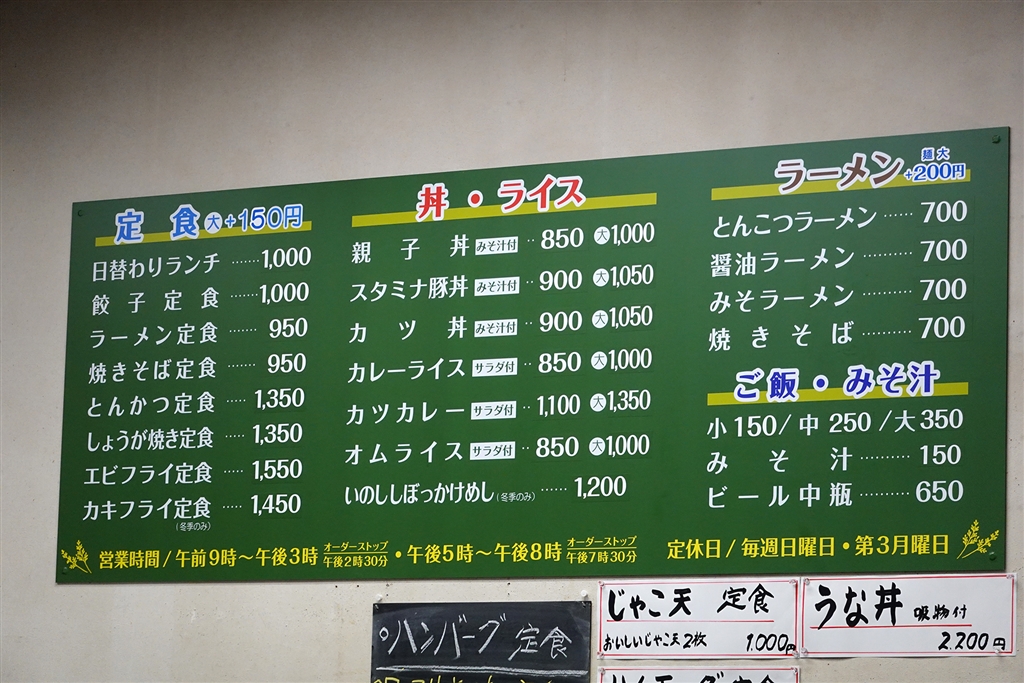 定食 大+150円
日替わりランチ ……1,000
餃子定食 ……1,000
ラーメン定食 …… 950
焼きそば定食 …… 950
とんかつ定食 …… 1,350
しょうが焼き定食 …… 1,350
エビフライ定食 …… 1,550
カキフライ定食 …… 1,450
(冬季のみ)
丼・ライス
親子丼 みそ汁付 ‥ 850 大1,000
スタミナ豚丼 みそ汁付 ‥ 900 大1,050
カツ丼 みそ汁付 ‥ 900 大1,050
カレーライス サラダ付 ‥ 850 大1,000
カツカレー サラダ付 ‥ 1,100 大1,350
オムライス サラダ付 ‥ 850 大1,000
いのししぼっかけめし(冬季のみ) …… 1,200
ラーメン 麺大+200円
とんこつラーメン …… 700
醤油ラーメン ……… 700
みそラーメン ……… 700
焼きそば ……… 700
ご飯・みそ汁
小150/中250/大350
みそ汁 ……… 150
ビール中瓶 ……… 650
営業時間/午前9時〜午後3時 オーダーストップ午後2時30分・午後5時〜午後8時 オーダーストップ午後7時30分
定休日/毎週日曜日・第3月曜日
ハンバーグ定食
じゃこ天 定食
おいしいじゃこ天2枚 1.000円
うな丼 吸物付
2.200円